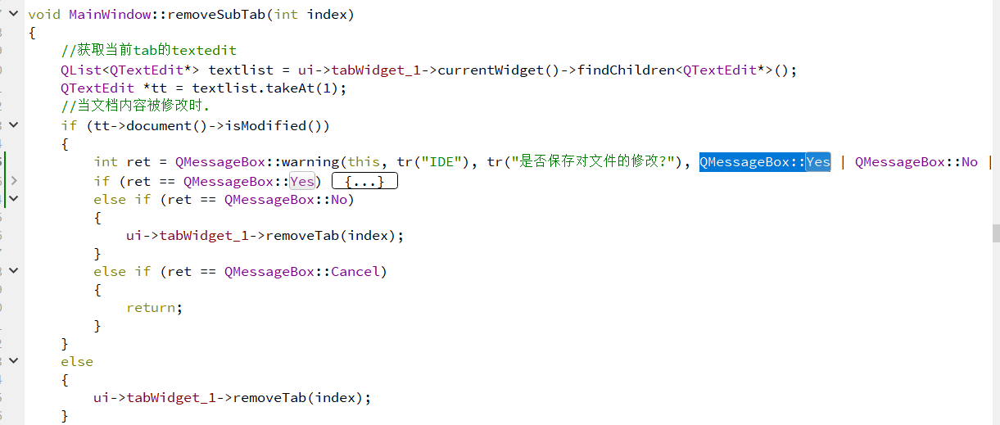 void MainWindow::removeSubTab(int index)
{
//获取当前tab的textedit
QList<QTextEdit*> textlist = ui->tabWidget_1->currentWidget()->findChildren<QTextEdit*>();
QTextEdit *tt = textlist.takeAt(1);
//当文档内容被修改时.
if (tt->document()->isModified())
{
int ret = QMessageBox::warning(this, tr("IDE"), tr("是否保存对文件的修改?"), QMessageBox::Yes | QMessageBox::No |
if (ret == QMessageBox::Yes) {...}
else if (ret == QMessageBox::No)
{
ui->tabWidget_1->removeTab(index);
}
else if (ret == QMessageBox::Cancel)
{
return;
}
}
else
{
ui->tabWidget_1->removeTab(index);
}